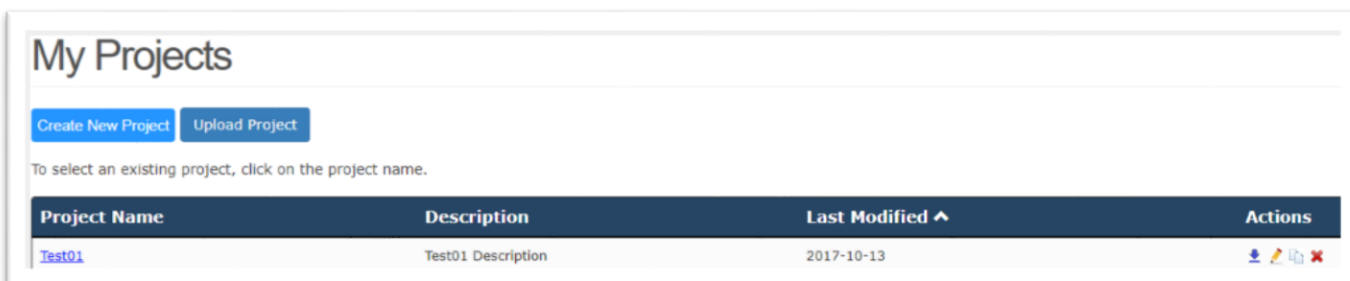 My Projects
Create New Project Upload Project
To select an existing project, click on the project name.
Project Name Description Last Modified Actions
Test01 Test01 Description 2017-10-13